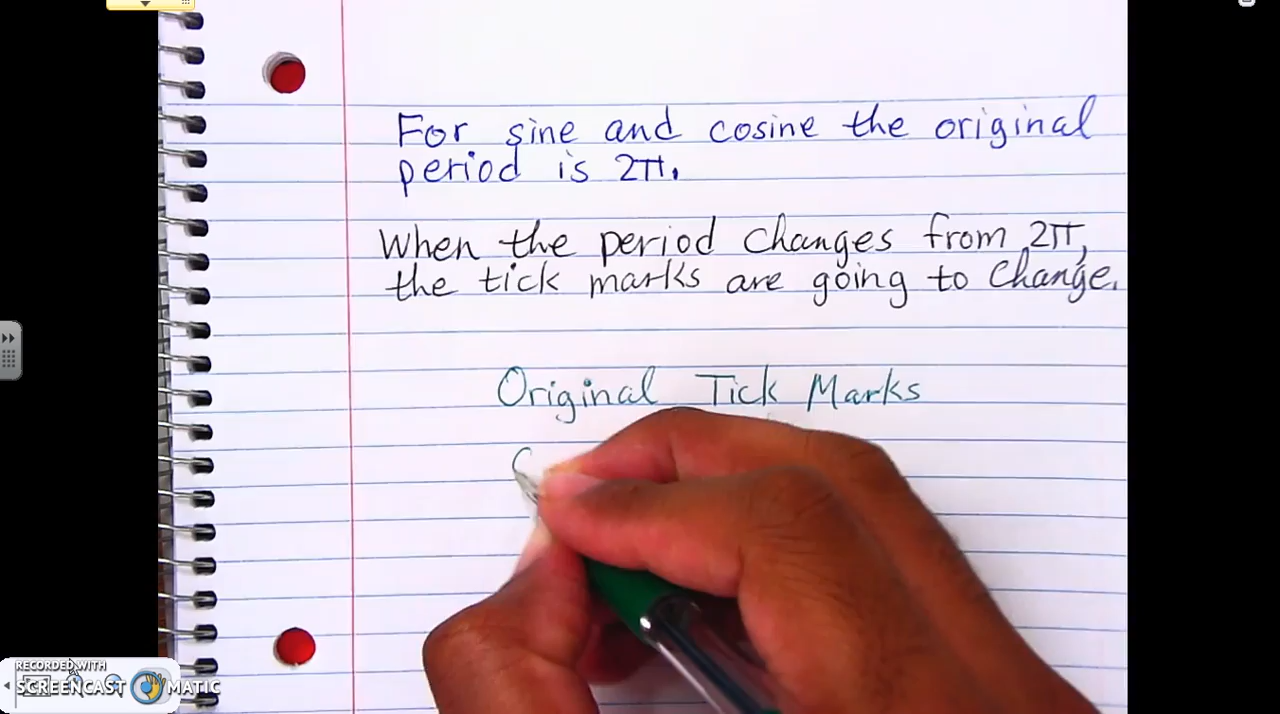 For sine and cosine the original
period is 2π.
When the period changes from 2π,
the tick marks are going to change.
Original Tick Marks
RECORDED WITH
SCREENCAST MATIC